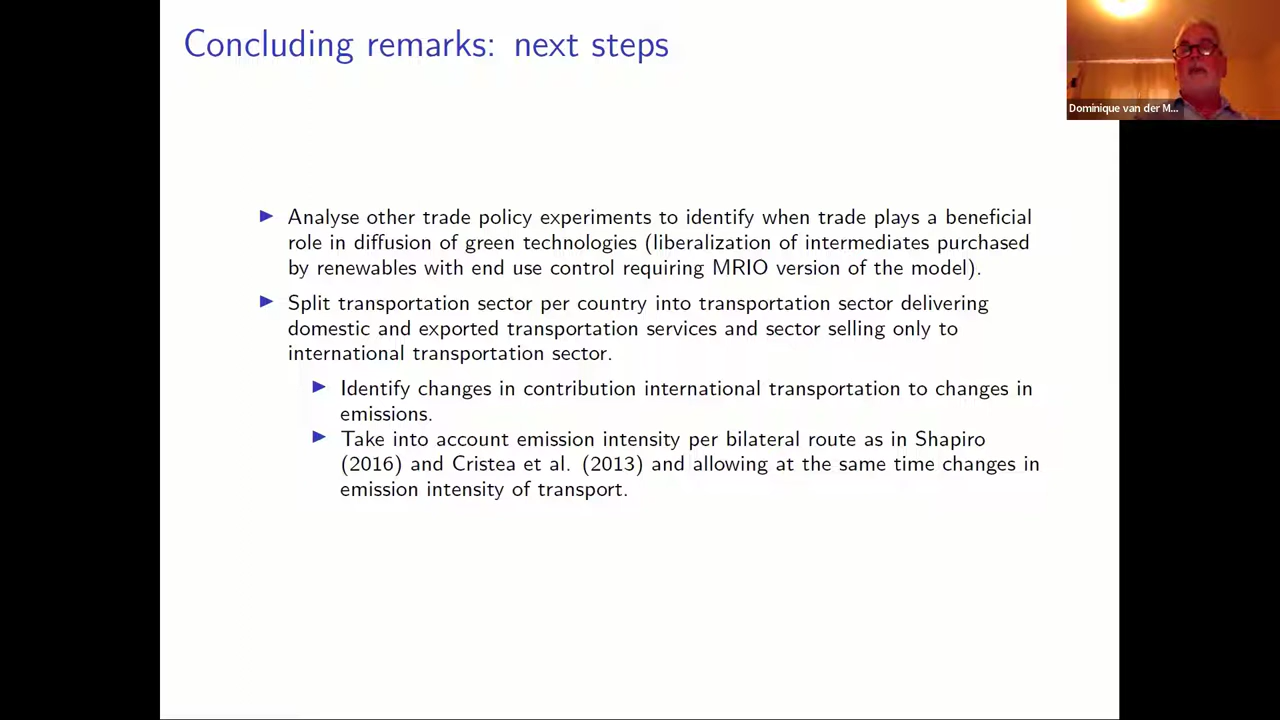 Concluding remarks: next steps
Dominique van der M...
Analyse other trade policy experiments to identify when trade plays a beneficial
role in diffusion of green technologies (liberalization of intermediates purchased
by renewables with end use control requiring MRIO version of the model).
Split transportation sector per country into transportation sector delivering
domestic and exported transportation services and sector selling only to
international transportation sector.
Identify changes in contribution international transportation to changes in
emissions.
Take into account emission intensity per bilateral route as in Shapiro
(2016) and Cristea et al. (2013) and allowing at the same time changes in
emission intensity of transport.